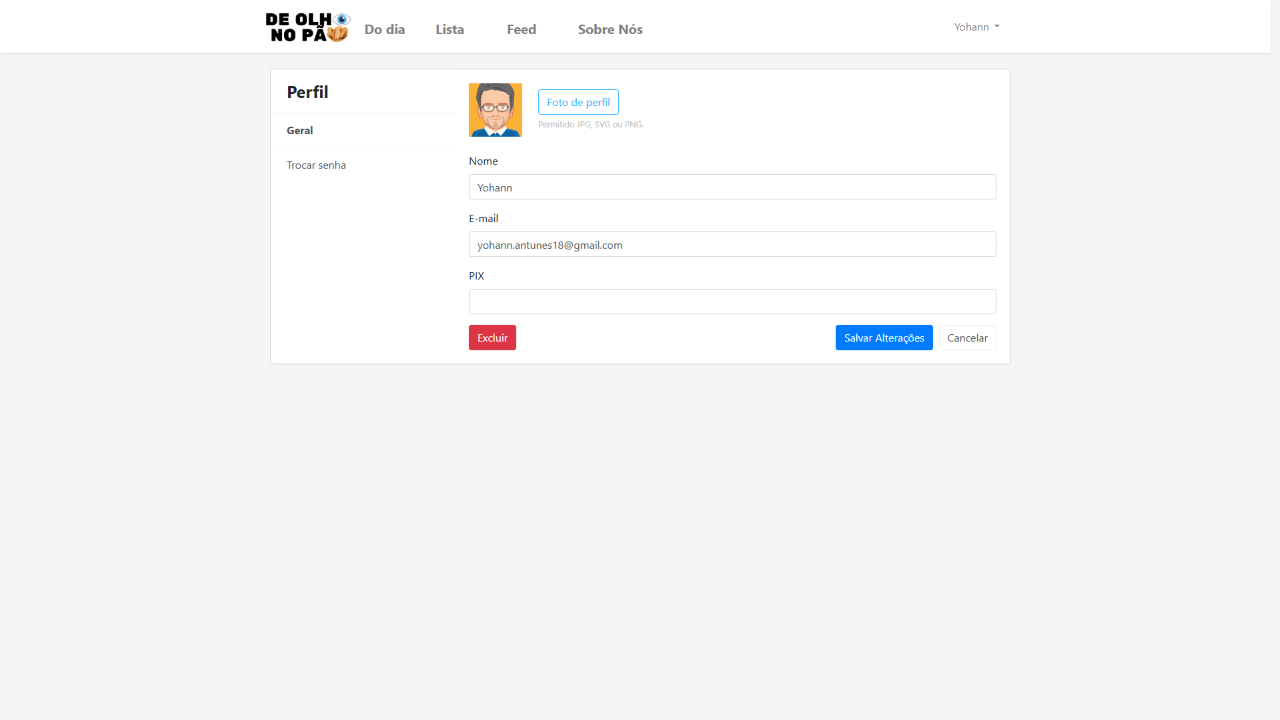 DE OLHO
NO PÃO
Do dia
Lista
Feed
Sobre Nós
Yohann
Perfil
Geral
Trocar senha
Foto de perfil
Permitido JPG, SVG ou PNG.
Nome
Yohann
E-mail
yohann.antunes18@gmail.com
PIX
Excluir
Salvar Alterações
Cancelar